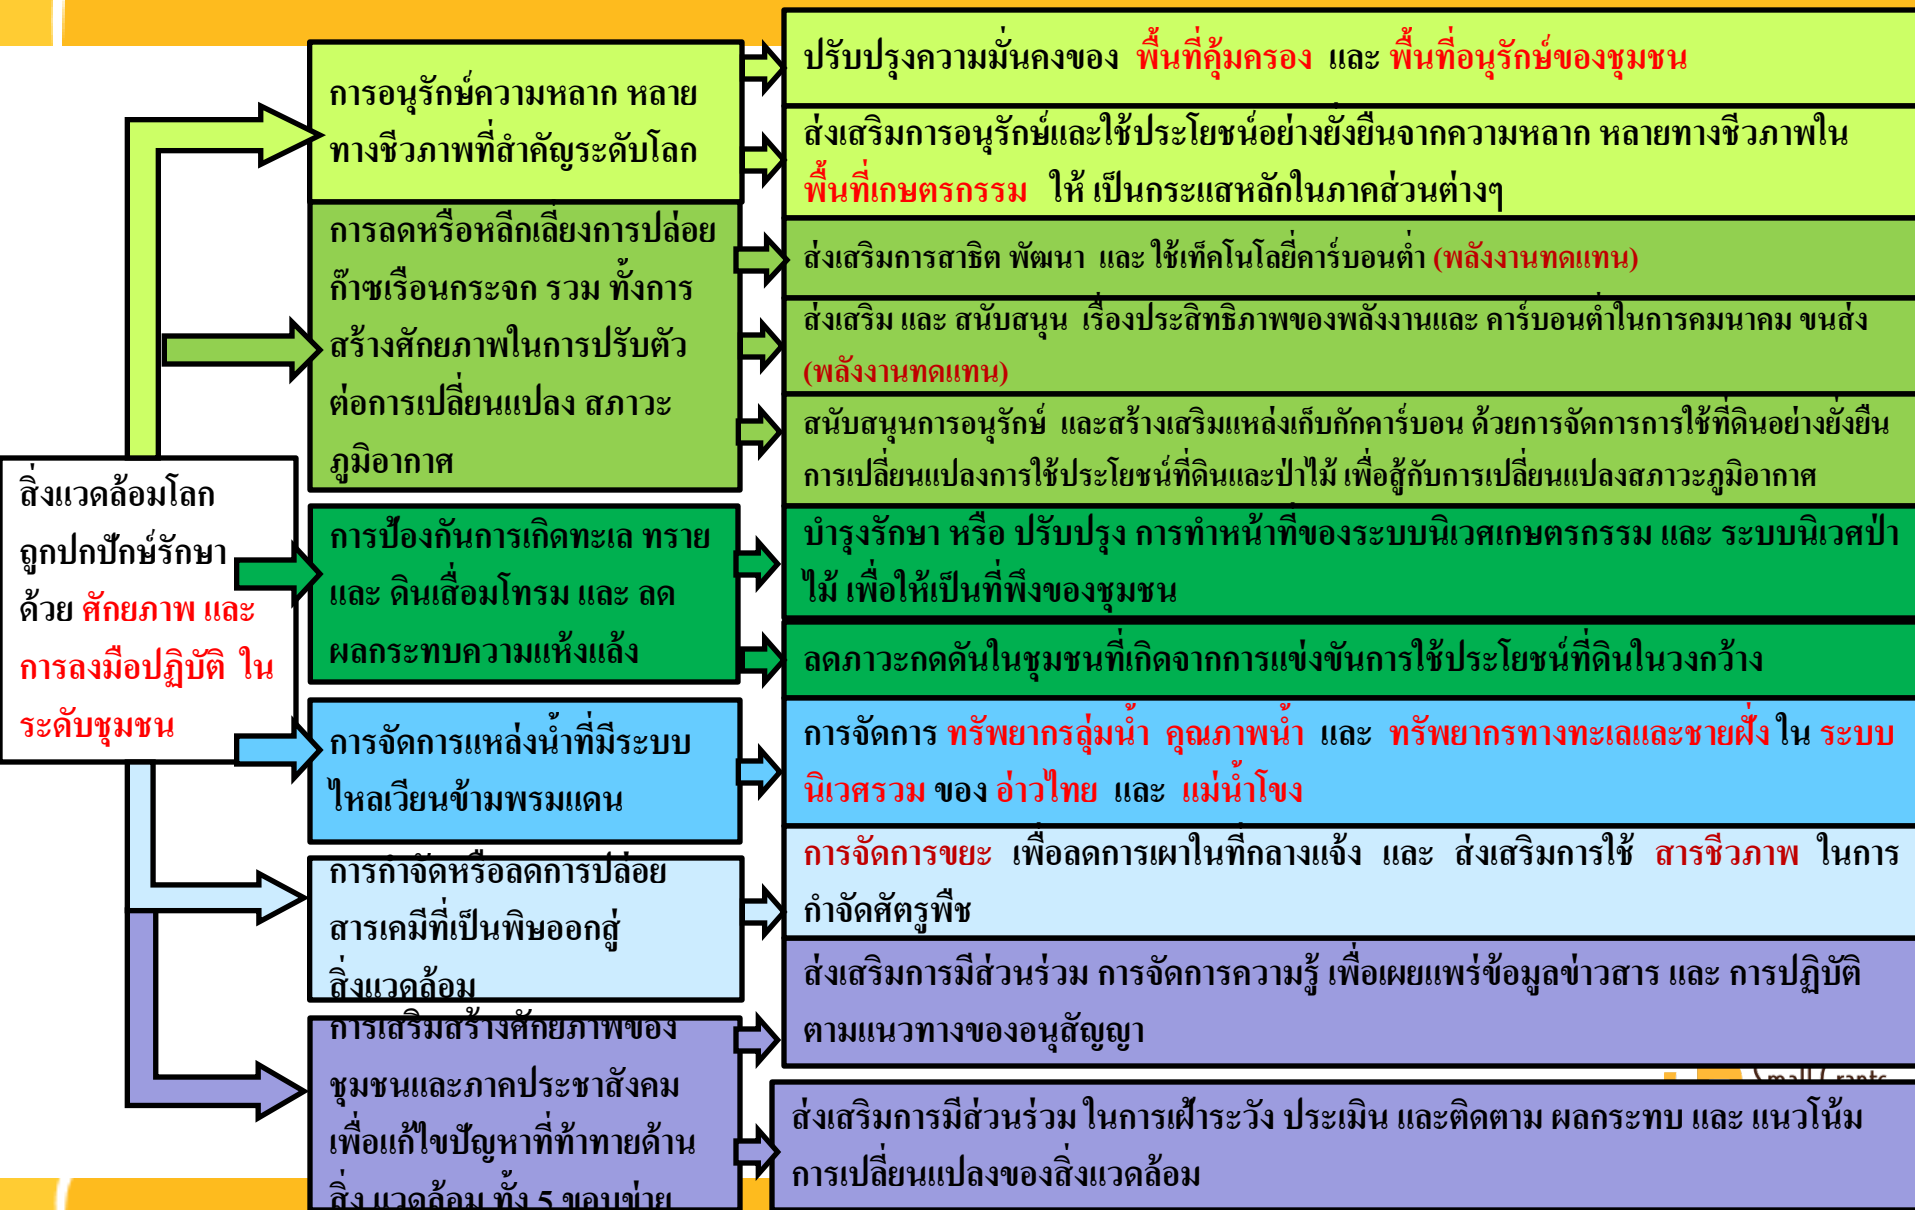 สิ่งแวดล้อมโลก
ถูกปกปักษ์รักษา
ด้วย ศักยภาพ และ
การลงมือปฏิบัติ ใน
ระดับชุมชน
การอนุรักษ์ความหลาก หลาย
ทางชีวภาพที่สำคัญระดับโลก
ปรับปรุงความมั่นคงของ พื้นที่คุ้มครอง และ พื้นที่อนุรักษ์ของชุมชน
ส่งเสริมการอนุรักษ์และใช้ประโยชน์อย่างยั่งยืนจากความหลาก หลายทางชีวภาพใน
พื้นที่เกษตรกรรม ให้ เป็นกระแสหลักในภาคส่วนต่างๆ
การลดหรือหลีกเลี่ยงการปล่อย
ก๊าซเรือนกระจก รวม ทั้งการ
สร้างศักยภาพในการปรับตัว
ต่อการเปลี่ยนแปลง สภาวะ
ภูมิอากาศ
ส่งเสริมการสาธิต พัฒนา และ ใช้เท็คโนโลยี่คาร์บอนต่ำ (พลังงานทดแทน)
ส่งเสริม และ สนับสนุน เรื่องประสิทธิภาพของพลังงานและ คาร์บอนต่ำในการคมนาคม ขนส่ง
(พลังงานทดแทน)
สนับสนุนการอนุรักษ์ และสร้างเสริมแหล่งเก็บกักคาร์บอน ด้วยการจัดการการใช้ที่ดินอย่างยั่งยืน
การเปลี่ยนแปลงการใช้ประโยชน์ที่ดินและป่าไม้ เพื่อสู้กับการเปลี่ยนแปลงสภาวะภูมิอากาศ
การป้องกันการเกิดทะเล ทราย
และ ดินเสื่อมโทรม และ ลด
ผลกระทบความแห้งแล้ง
บำรุงรักษา หรือ ปรับปรุง การทำหน้าที่ของระบบนิเวศเกษตรกรรม และ ระบบนิเวศป่า
ไม้ เพื่อให้เป็นที่พึ่งของชุมชน
ลดภาวะกดดันในชุมชนที่เกิดจากการแข่งขันการใช้ประโยชน์ที่ดินในวงกว้าง
การจัดการแหล่งน้ำที่มีระบบ
ไหลเวียนข้ามพรมแดน
การจัดการ ทรัพยากรลุ่มน้ำ คุณภาพน้ำ และ ทรัพยากรทางทะเลและชายฝั่ง ใน ระบบ
นิเวศรวม ของ อ่าวไทย และ แม่น้ำโขง
การกำจัดหรือลดการปล่อย
สารเคมีที่เป็นพิษออกสู่
สิ่งแวดล้อม
การจัดการขยะ เพื่อลดการเผาในที่กลางแจ้ง และ ส่งเสริมการใช้ สารชีวภาพ ในการ
กำจัดศัตรูพืช
การเสริมสร้างศักยภาพของ
ชุมชนและภาคประชาสังคม
เพื่อแก้ไขปัญหาที่ท้าทายด้าน
สิ่ง แวดล้อม ทั้ง 5 ขอบข่าย
ส่งเสริมการมีส่วนร่วม การจัดการความรู้ เพื่อเผยแพร่ข้อมูลข่าวสาร และ การปฏิบัติ
ตามแนวทางของอนุสัญญา
Small Grants
ส่งเสริมการมีส่วนร่วม ในการเฝ้าระวัง ประเมิน และติดตาม ผลกระทบ และ แนวโน้ม
การเปลี่ยนแปลงของสิ่งแวดล้อม